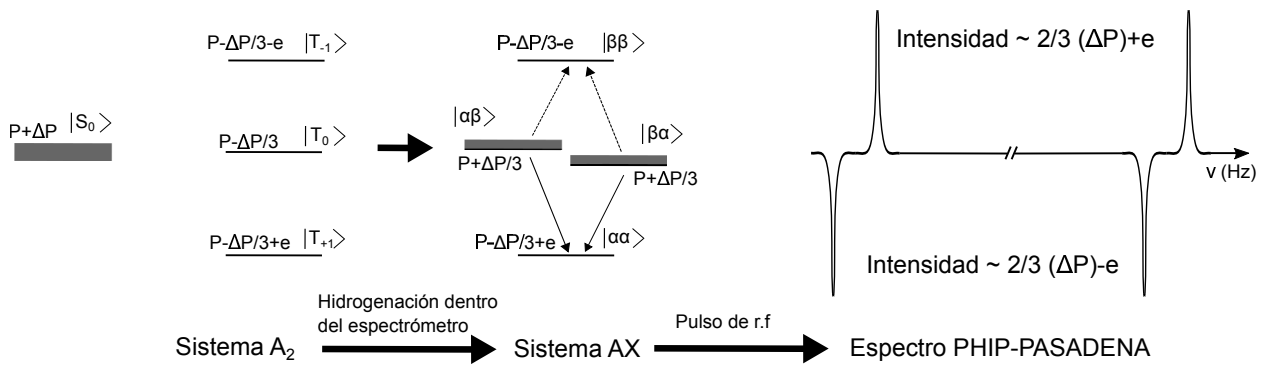 P-ΔP/3-e |T₋₁⟩
P-ΔP/3-e |ββ⟩
Intensidad ~ 2/3 (ΔP)+e
P+ΔP |S₀⟩
P-ΔP/3 |T₀⟩
|αβ⟩
|βα⟩
P+ΔP/3
P+ΔP/3
ν (Hz)
P-ΔP/3+e |T₊₁⟩
P-ΔP/3+e |αα⟩
Intensidad ~ 2/3 (ΔP)-e
Hidrogenación dentro
del espectrómetro
Pulso de r.f
Sistema A₂
Sistema AX
Espectro PHIP-PASADENA